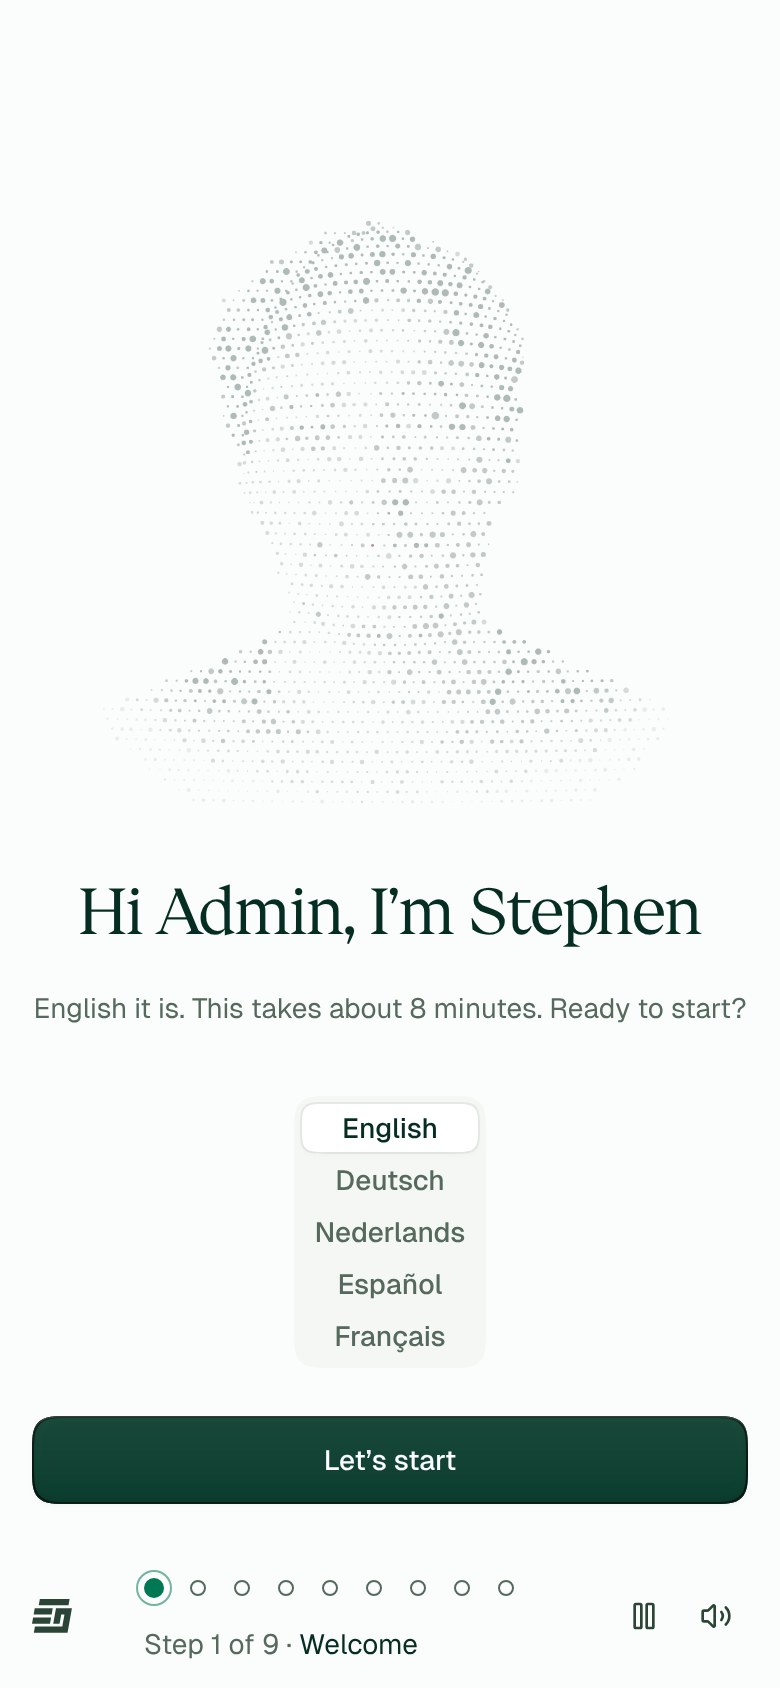 Hi Admin, I’m Stephen
English it is. This takes about 8 minutes. Ready to start?
English
Deutsch
Nederlands
Español
Français
Let’s start
Step 1 of 9 · Welcome